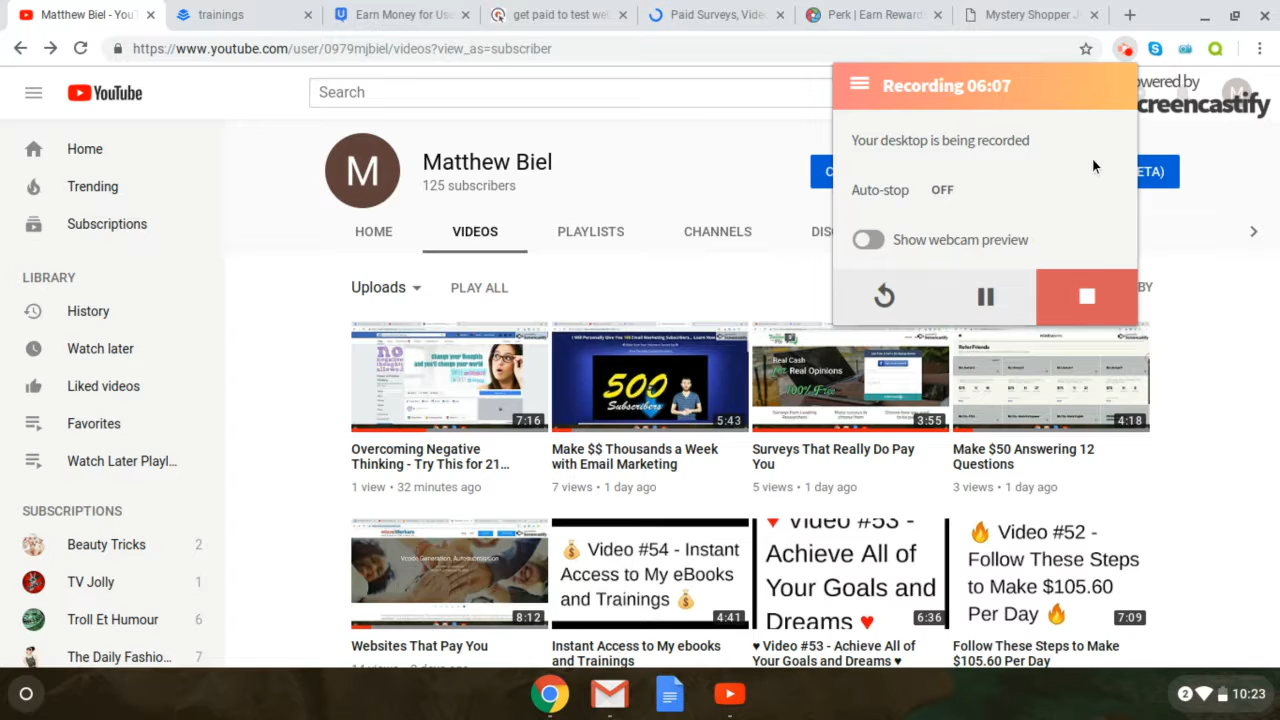 Matthew Biel - YouT
trainings
Earn Money for Use
get paid to test we
Paid Surveys, Vide
Perk | Earn Reward
Mystery Shopper J
https://www.youtube.com/user/0979mjbiel/videos?view_as=subscriber
YouTube
Search
Recording 06:07
owered by
creencastify
Your desktop is being recorded
Auto-stop OFF
Show webcam preview
Home
Trending
Subscriptions
LIBRARY
History
Watch later
Liked videos
Favorites
Watch Later Playl...
SUBSCRIPTIONS
Beauty Tricks 2
TV Jolly 1
Troll Et Humour 6
The Daily Fashio... 7
M
Matthew Biel
125 subscribers
C
ETA)
HOME
VIDEOS
PLAYLISTS
CHANNELS
DIS
Uploads
PLAY ALL
BY
7:16
500
5:43
Real Cash
for Real Opinions
100% Free
3:55
4:18
Overcoming Negative
Thinking - Try This for 21...
1 view • 32 minutes ago
Make $$ Thousands a Week
with Email Marketing
7 views • 1 day ago
Surveys That Really Do Pay
You
5 views • 1 day ago
Make $50 Answering 12
Questions
3 views • 1 day ago
8:12
Video #54 - Instant
Access to My eBooks
and Trainings
4:41
Video #53 -
Achieve All of
Your Goals and
Dreams
6:36
Video #52 -
Follow These Steps
to Make $105.60
Per Day
7:09
Websites That Pay You
Instant Access to My ebooks
and Trainings
♥ Video #53 - Achieve All of
Your Goals and Dreams ♥
Follow These Steps to Make
$105.60 Per Day
2
10:23